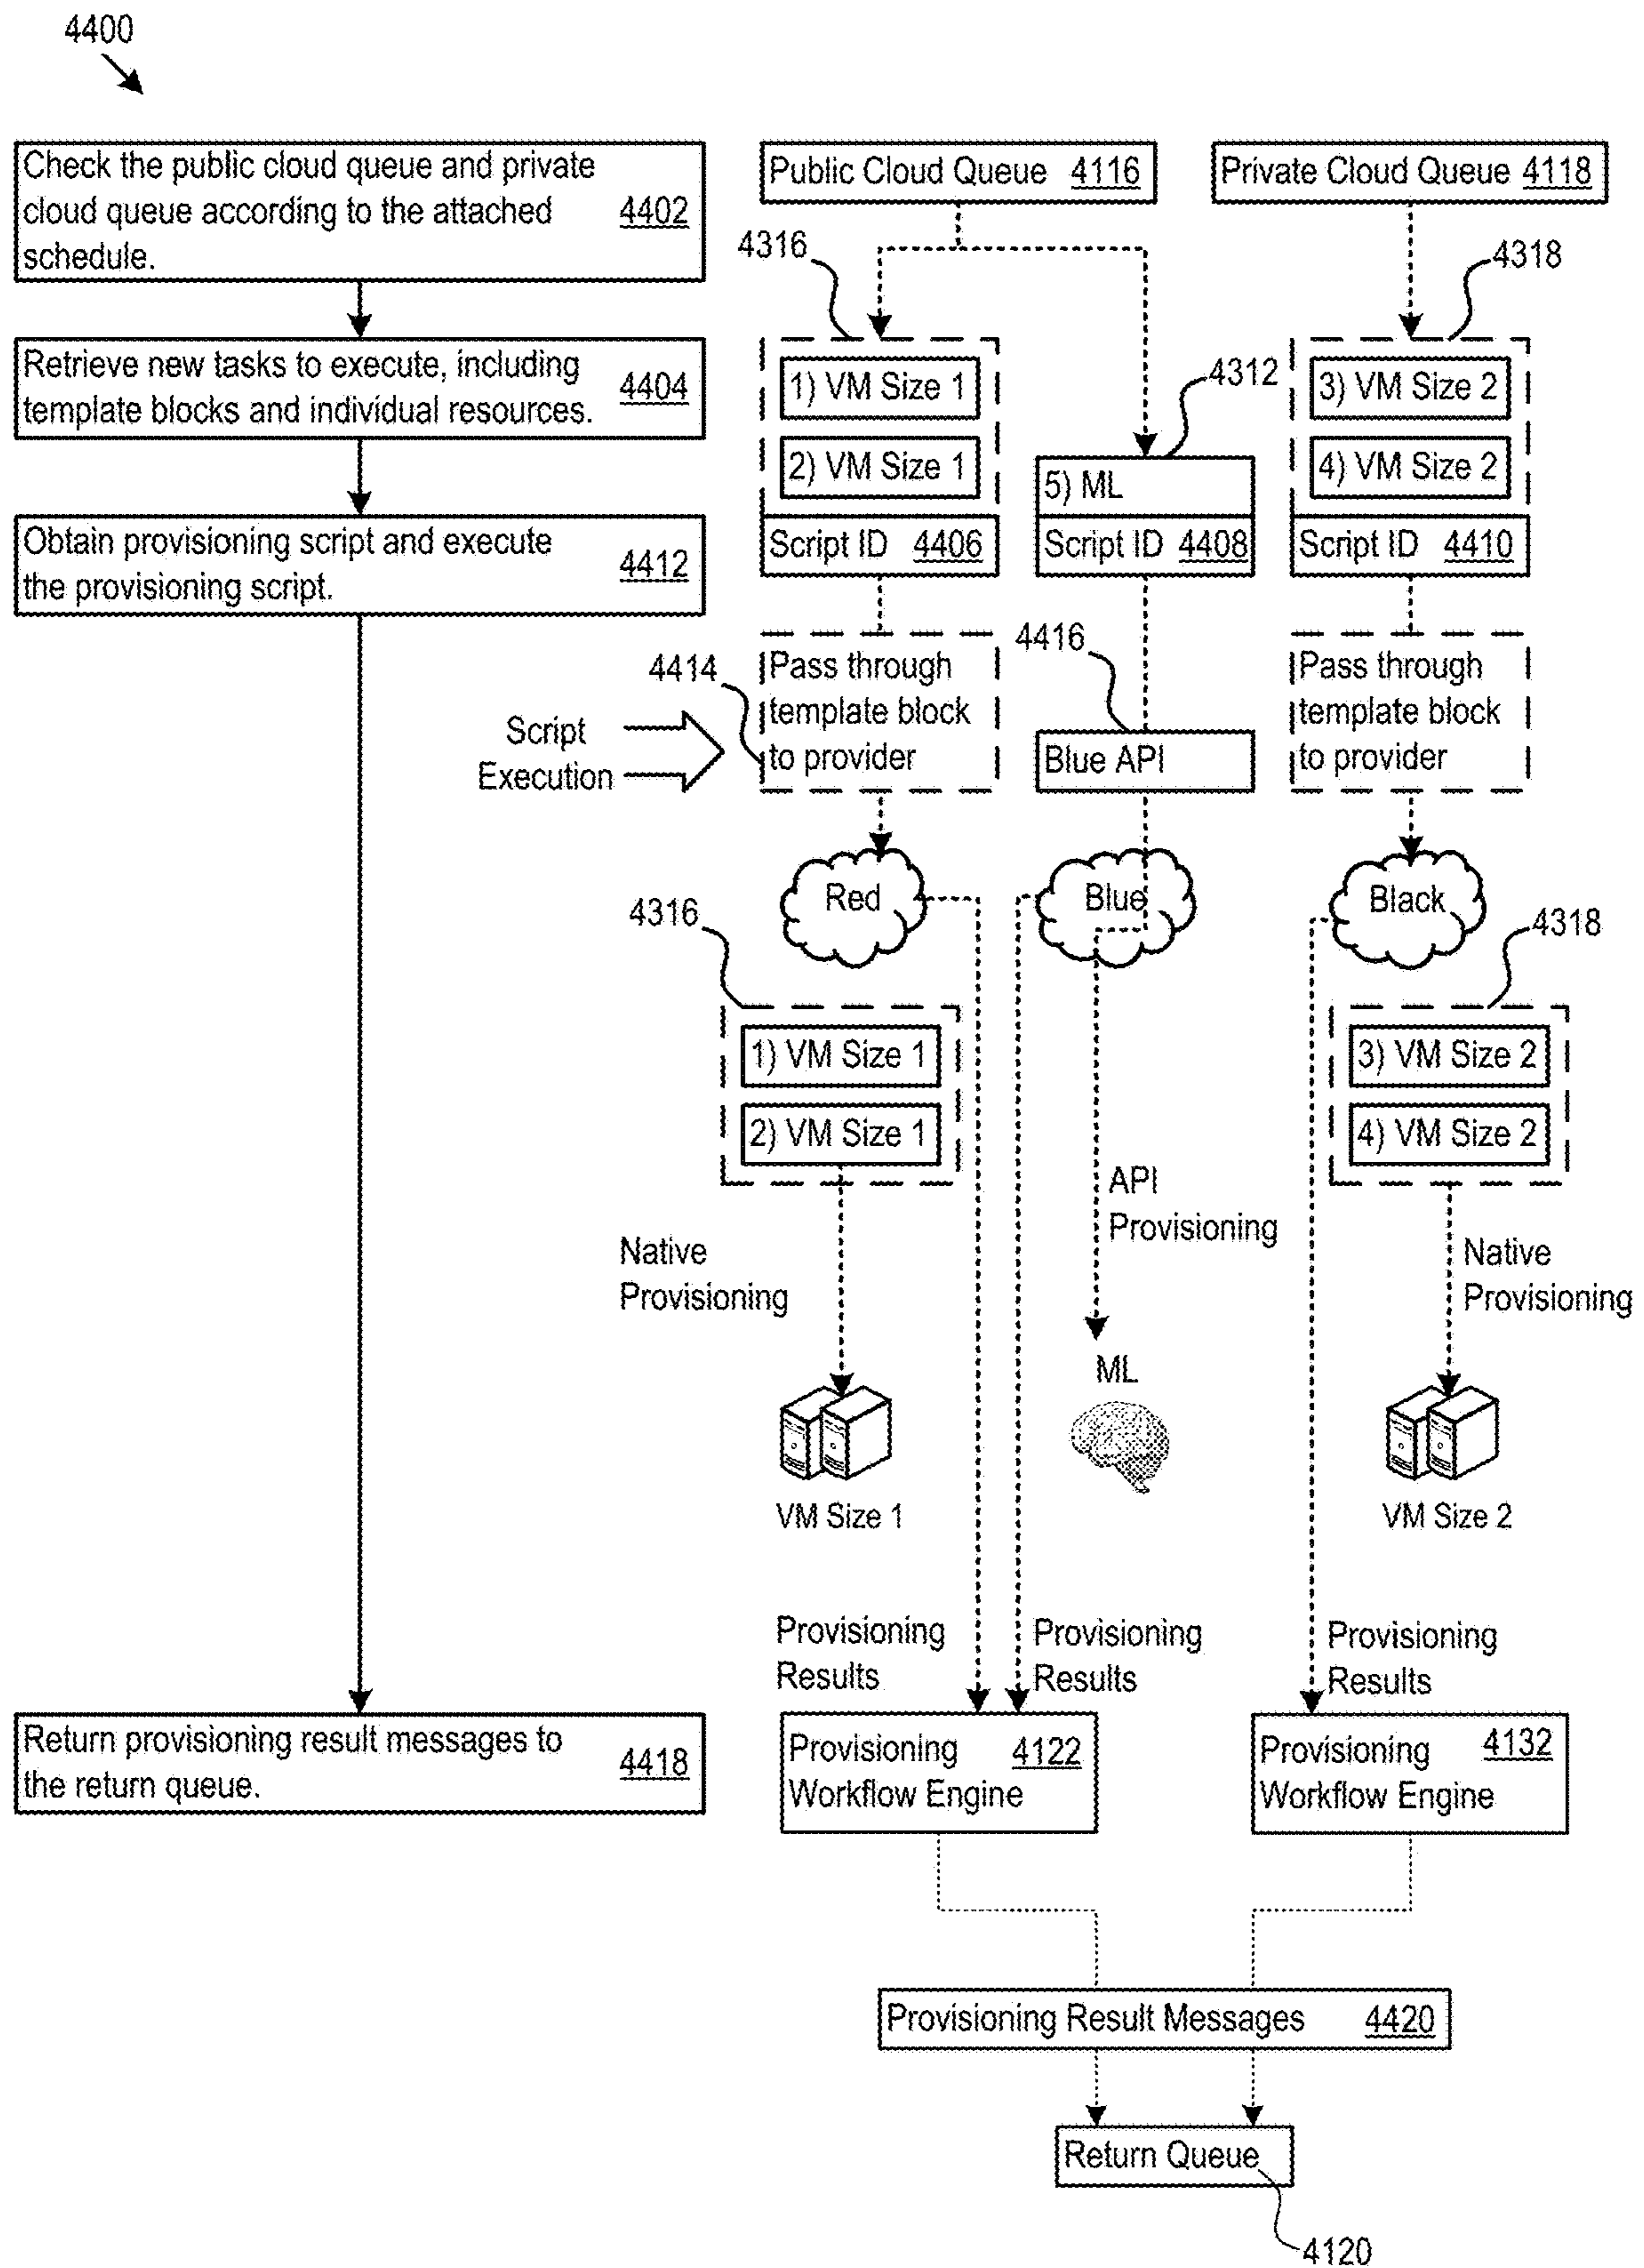 4400
Check the public cloud queue and private
cloud queue according to the attached
schedule.
4402
Public Cloud Queue 4116
Private Cloud Queue 4118
4316
4318
Retrieve new tasks to execute, including
template blocks and individual resources.
4404
1) VM Size 1
2) VM Size 1
4312
5) ML
3) VM Size 2
4) VM Size 2
Obtain provisioning script and execute
the provisioning script.
4412
Script ID 4406
Script ID 4408
Script ID 4410
Script
Execution
4414
Pass through
template block
to provider
4416
Blue API
Pass through
template block
to provider
Red
Blue
Black
4316
4318
1) VM Size 1
2) VM Size 1
3) VM Size 2
4) VM Size 2
Native
Provisioning
API
Provisioning
Native
Provisioning
ML
VM Size 1
VM Size 2
Provisioning
Results
Provisioning
Results
Provisioning
Results
Return provisioning result messages to
the return queue.
4418
Provisioning
Workflow Engine
4122
Provisioning
Workflow Engine
4132
Provisioning Result Messages 4420
Return Queue
4120